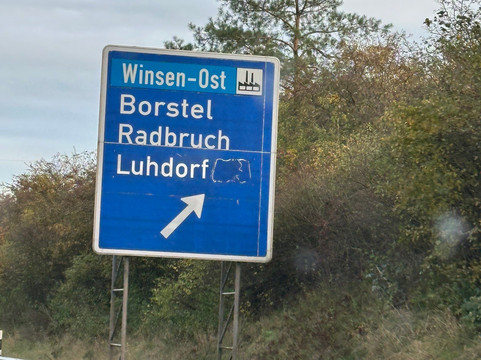 Winsen-Ost
Borstel
Radbruch
Luhdorf